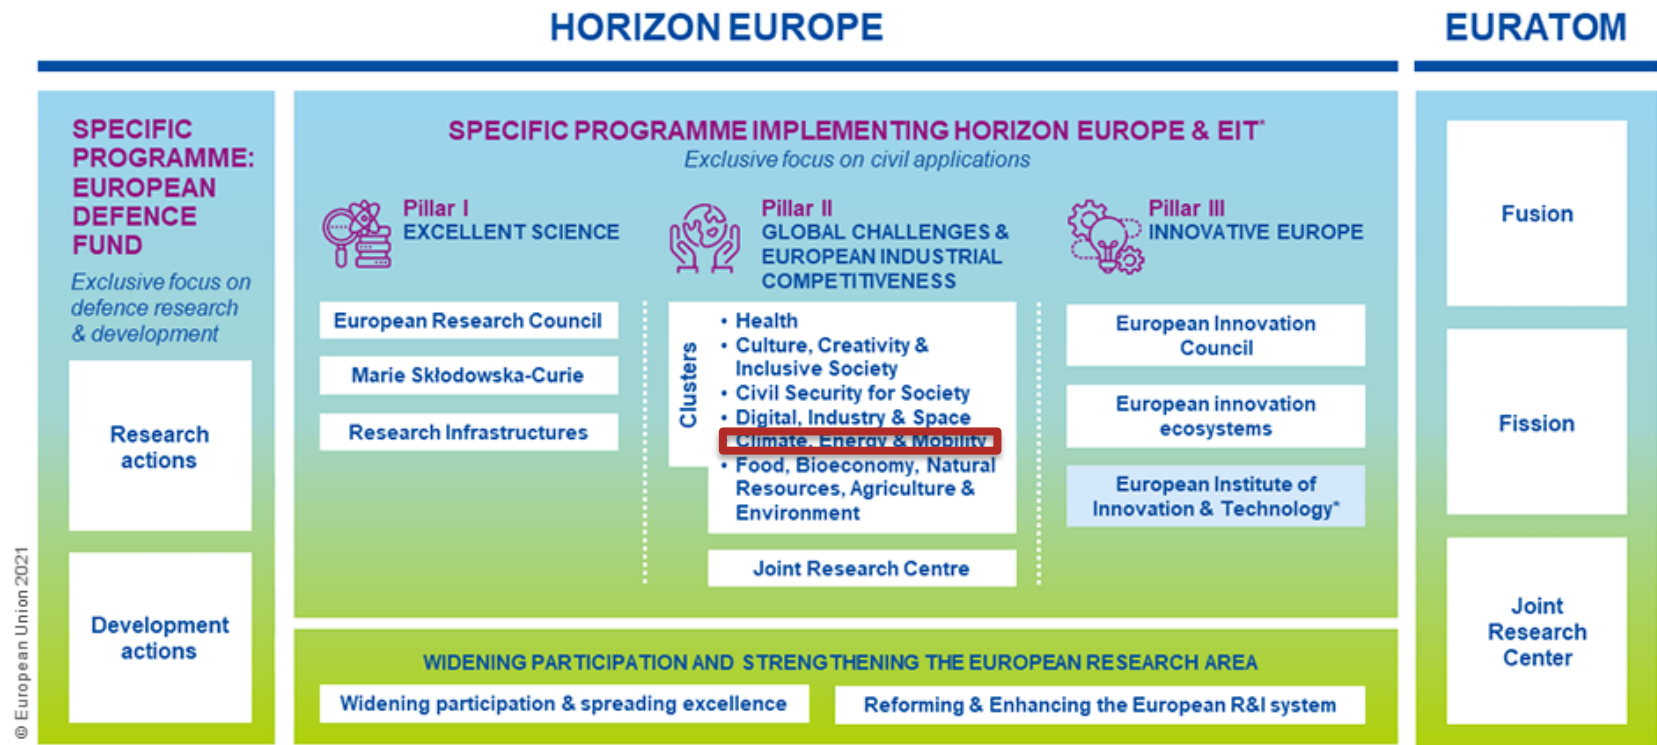 HORIZON EUROPE
EURATOM
SPECIFIC
PROGRAMME:
EUROPEAN
DEFENCE
FUND
Exclusive focus on
defence research
& development
Research
actions
Development
actions
SPECIFIC PROGRAMME IMPLEMENTING HORIZON EUROPE & EIT*
Exclusive focus on civil applications
Pillar I
EXCELLENT SCIENCE
European Research Council
Marie Skłodowska-Curie
Research Infrastructures
Pillar II
GLOBAL CHALLENGES &
EUROPEAN INDUSTRIAL
COMPETITIVENESS
Clusters
• Health
• Culture, Creativity &
Inclusive Society
• Civil Security for Society
• Digital, Industry & Space
Climate, Energy & Mobility
• Food, Bioeconomy, Natural
Resources, Agriculture &
Environment
Joint Research Centre
Pillar III
INNOVATIVE EUROPE
European Innovation
Council
European innovation
ecosystems
European Institute of
Innovation & Technology*
WIDENING PARTICIPATION AND STRENGTHENING THE EUROPEAN RESEARCH AREA
Widening participation & spreading excellence
Reforming & Enhancing the European R&I system
Fusion
Fission
Joint
Research
Center
© European Union 2021